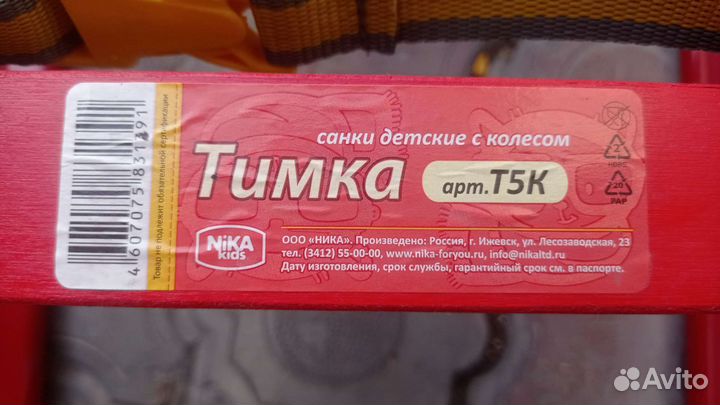 санки детские с колесом
Тимка
арт.Т5К
NiKA
kids
ООО «НИКА». Произведено: Россия, г. Ижевск, ул. Лесозаводская, 23
тел. (3412) 55-00-00, www.nika-foryou.ru, info@nikaltd.ru
Дату изготовления, срок службы, гарантийный срок см. в паспорте.
Товар не подлежит обязательной сертификации
2
HDPE
20
PAP
Avito